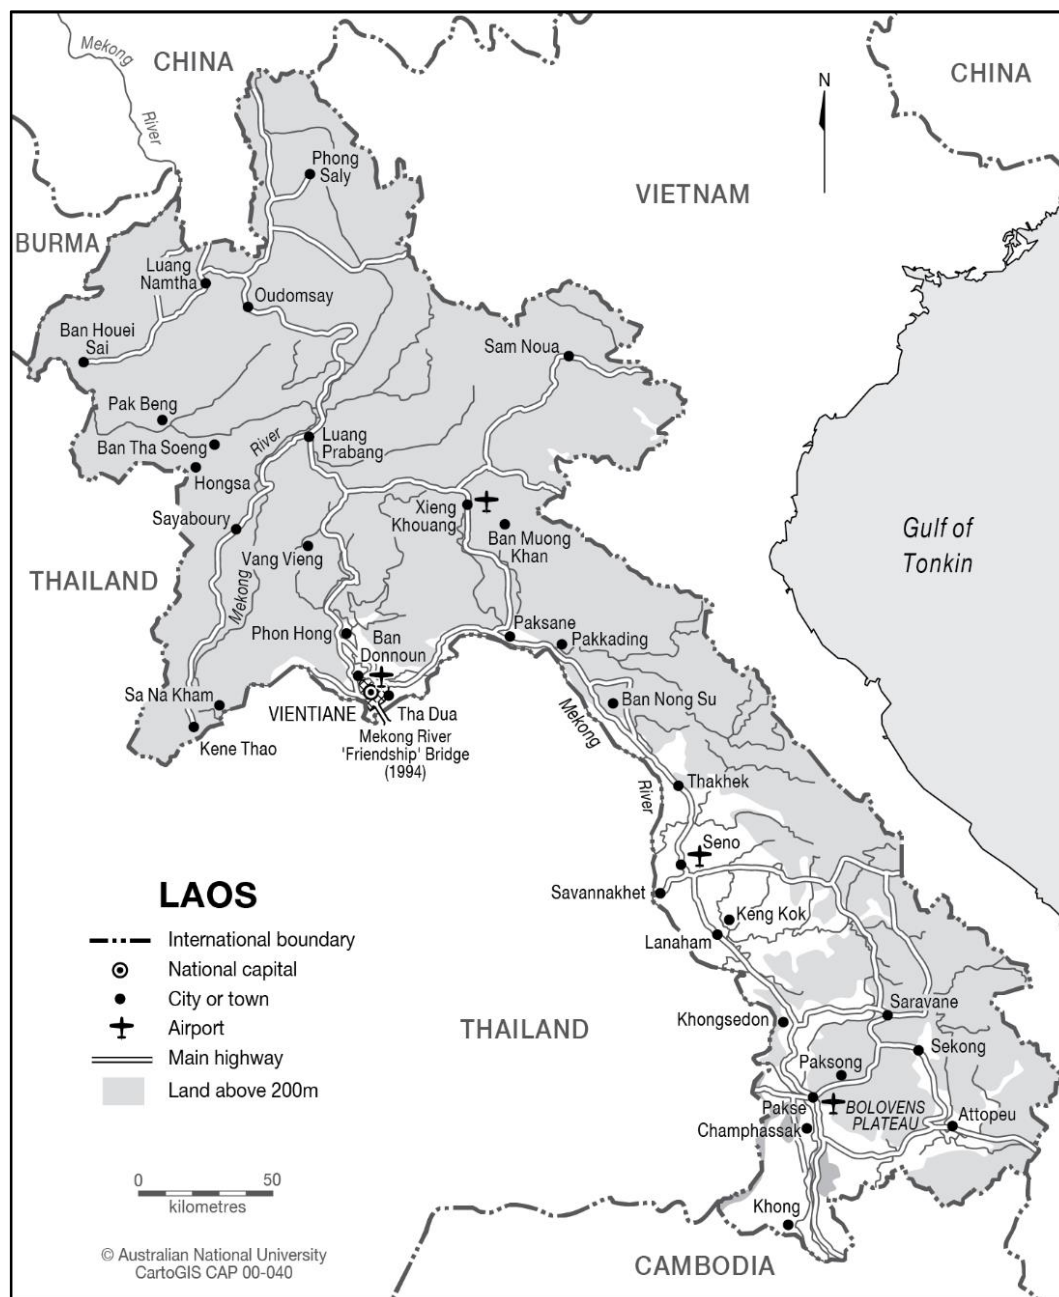 Mekong
River
CHINA
CHINA
N
Phong
Saly
VIETNAM
BURMA
Luang
Namtha
Oudomsay
Ban Houei
Sai
Sam Noua
Pak Beng
River
Luang
Prabang
Ban Tha Soeng
Hongsa
Xieng
Khouang
Sayaboury
Ban Muong
Khan
Gulf of
Tonkin
Vang Vieng
THAILAND
Mekong
Phon Hong
Ban
Donnoun
Paksane
Pakkading
Sa Na Kham
VIENTIANE
Tha Dua
Ban Nong Su
Mekong
River
Kene Thao
Mekong River
'Friendship' Bridge
(1994)
Thakhek
Seno
Savannakhet
Keng Kok
Lanaham
LAOS
International boundary
National capital
City or town
Airport
Main highway
Land above 200m
THAILAND
Khongsedon
Saravane
Sekong
Paksong
Pakse
BOLOVENS
PLATEAU
Attopeu
Champhassak
0 50
kilometres
Khong
CAMBODIA
© Australian National University
CartoGIS CAP 00-040